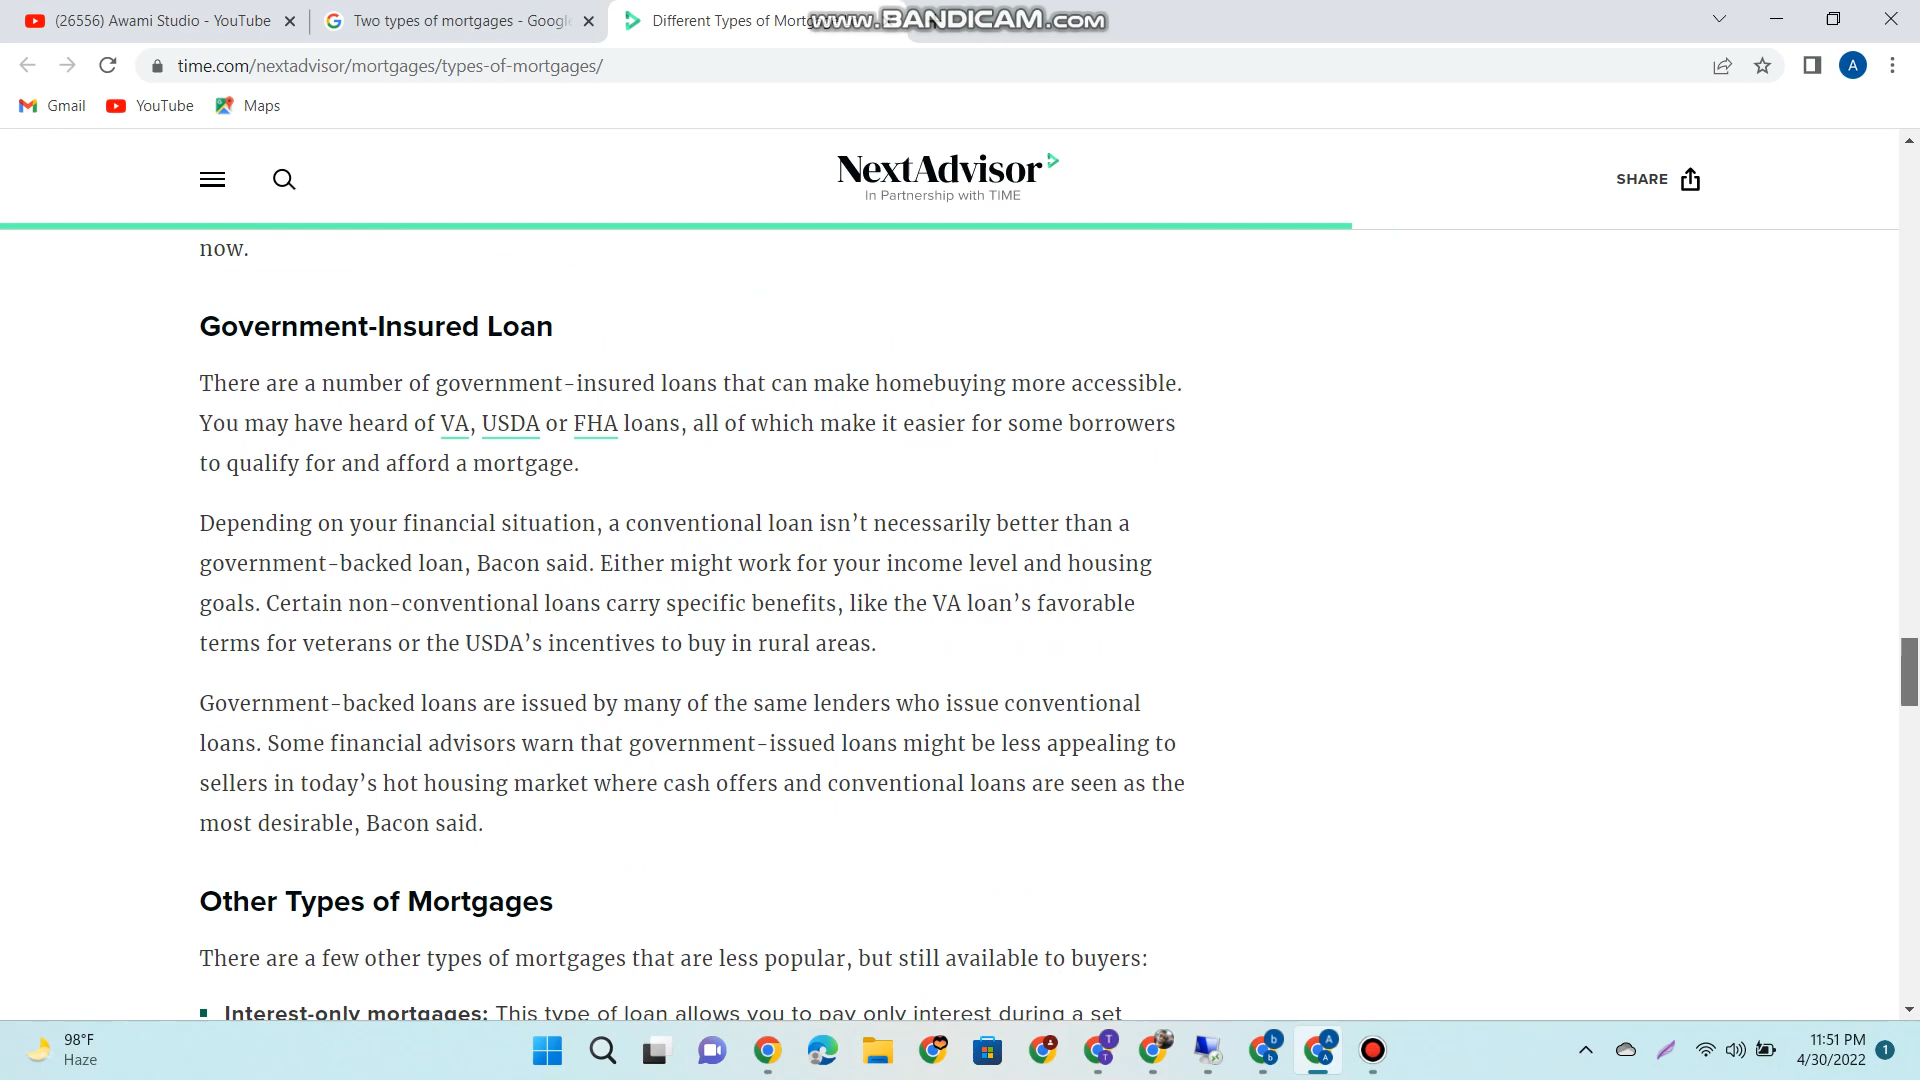 (26556) Awami Studio - YouTube
Two types of mortgages - Google
Different Types of Mortg
www.BANDICAM.com
time.com/nextadvisor/mortgages/types-of-mortgages/
A
Gmail
YouTube
Maps
NextAdvisor
In Partnership with TIME
SHARE
now.
Government-Insured Loan
There are a number of government-insured loans that can make homebuying more accessible.
You may have heard of VA, USDA or FHA loans, all of which make it easier for some borrowers
to qualify for and afford a mortgage.
Depending on your financial situation, a conventional loan isn’t necessarily better than a
government-backed loan, Bacon said. Either might work for your income level and housing
goals. Certain non-conventional loans carry specific benefits, like the VA loan’s favorable
terms for veterans or the USDA’s incentives to buy in rural areas.
Government-backed loans are issued by many of the same lenders who issue conventional
loans. Some financial advisors warn that government-issued loans might be less appealing to
sellers in today’s hot housing market where cash offers and conventional loans are seen as the
most desirable, Bacon said.
Other Types of Mortgages
There are a few other types of mortgages that are less popular, but still available to buyers:
Interest-only mortgages: This type of loan allows you to pay only interest during a set
98°F
Haze
T
T
b
b
A
A
11:51 PM
4/30/2022
1